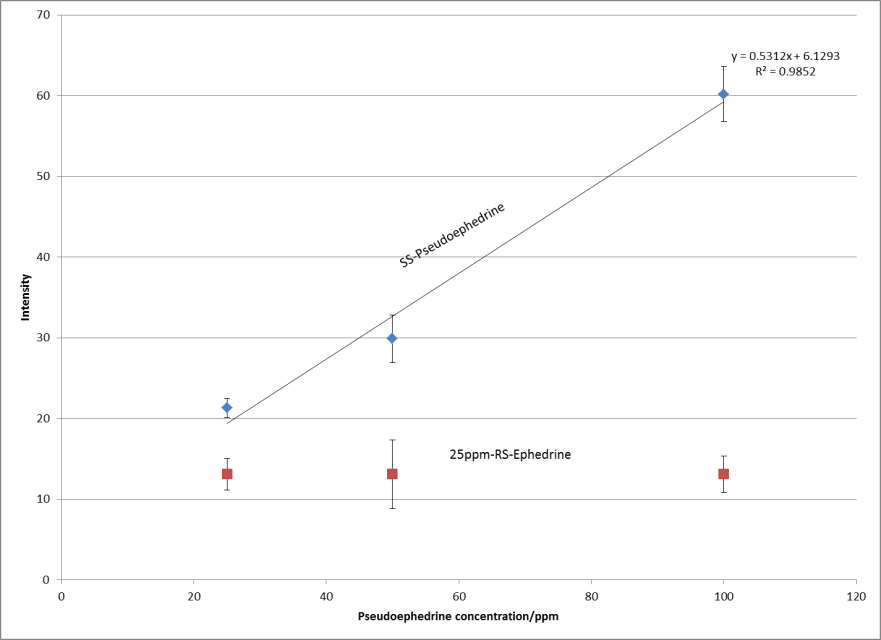 70
y = 0.5312x + 6.1293
R² = 0.9852
60
50
SS-Pseudoephedrine
40
Intensity
30
20
25ppm-RS-Ephedrine
10
0
0 20 40 60 80 100 120
Pseudoephedrine concentration/ppm